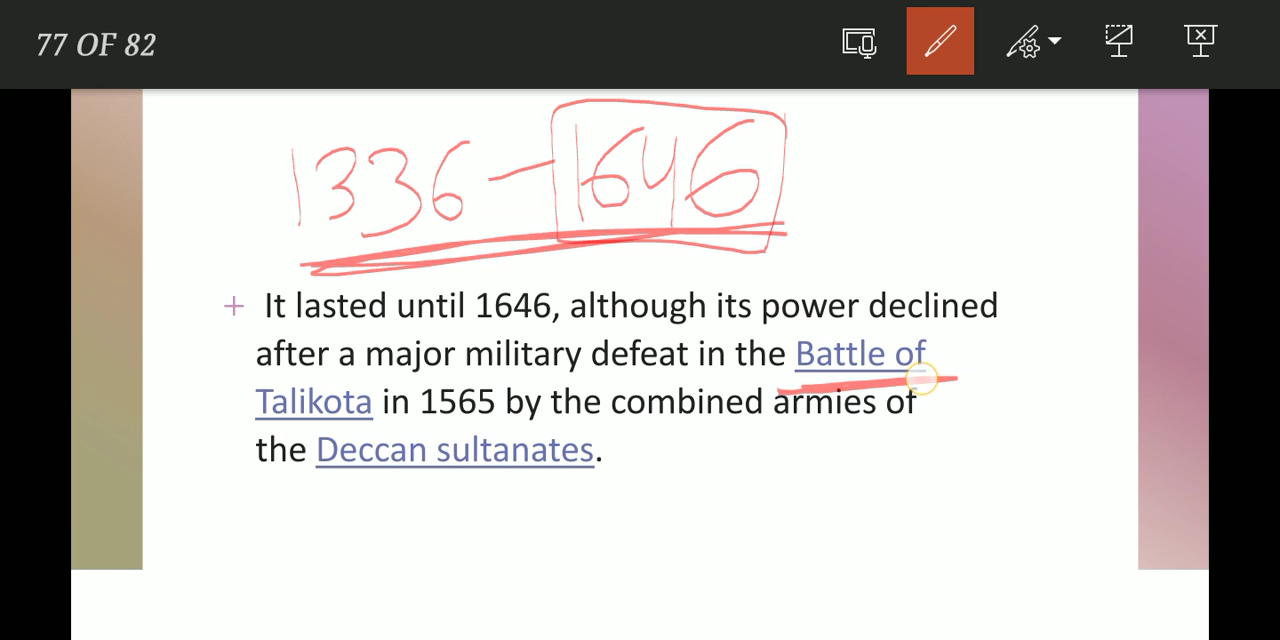 77 OF 82
1336 – 1646
+ It lasted until 1646, although its power declined
after a major military defeat in the Battle of
Talikota in 1565 by the combined armies of
the Deccan sultanates.